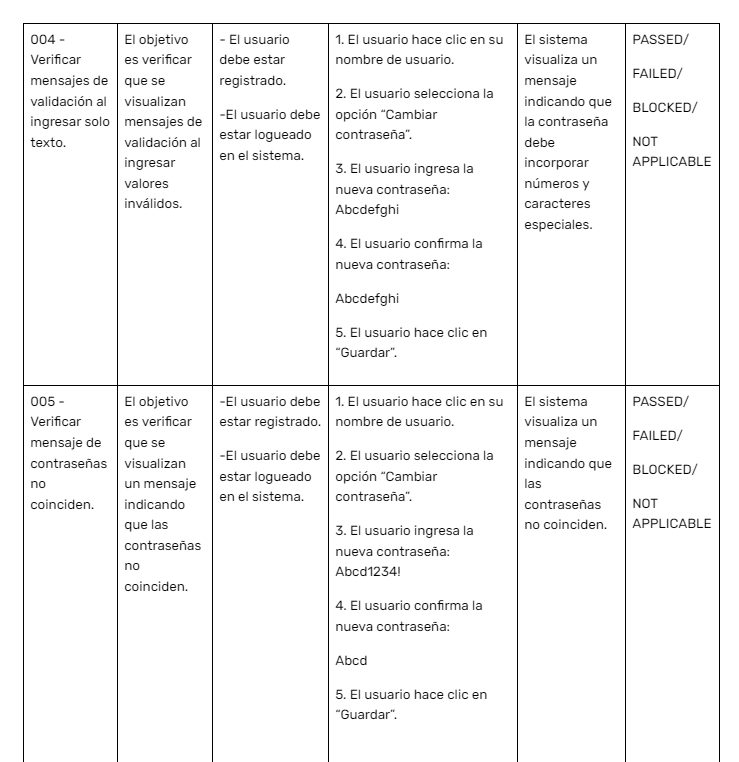 004 -
Verificar
mensajes de
validación al
ingresar solo
texto.
El objetivo
es verificar
que se
visualizan
mensajes de
validación al
ingresar
valores
inválidos.
- El usuario
debe estar
registrado.
-El usuario debe
estar logueado
en el sistema.
1. El usuario hace clic en su
nombre de usuario.
2. El usuario selecciona la
opción “Cambiar
contraseña”.
3. El usuario ingresa la
nueva contraseña:
Abcdefghi
4. El usuario confirma la
nueva contraseña:
Abcdefghi
5. El usuario hace clic en
“Guardar”.
El sistema
visualiza un
mensaje
indicando que
la contraseña
debe
incorporar
números y
caracteres
especiales.
PASSED/
FAILED/
BLOCKED/
NOT
APPLICABLE
005 -
Verificar
mensaje de
contraseñas
no
coinciden.
El objetivo
es verificar
que se
visualizan
un mensaje
indicando
que las
contraseñas
no
coinciden.
-El usuario debe
estar registrado.
-El usuario debe
estar logueado
en el sistema.
1. El usuario hace clic en su
nombre de usuario.
2. El usuario selecciona la
opción “Cambiar
contraseña”.
3. El usuario ingresa la
nueva contraseña:
Abcd1234!
4. El usuario confirma la
nueva contraseña:
Abcd
5. El usuario hace clic en
“Guardar”.
El sistema
visualiza un
mensaje
indicando que
las
contraseñas
no coinciden.
PASSED/
FAILED/
BLOCKED/
NOT
APPLICABLE